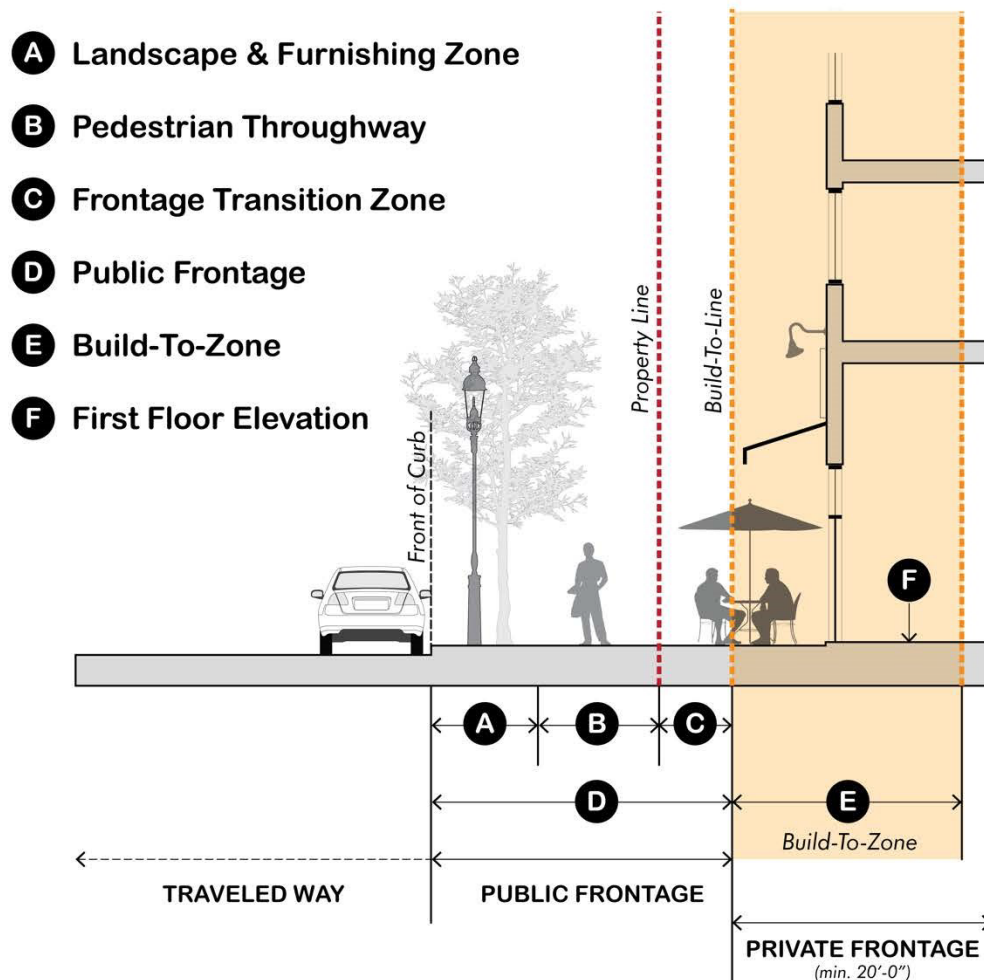 A Landscape & Furnishing Zone
B Pedestrian Throughway
C Frontage Transition Zone
D Public Frontage
E Build-To-Zone
F First Floor Elevation
Front of Curb
Property Line
Build-To-Line
F
A
B
C
D
E
Build-To-Zone
TRAVELED WAY
PUBLIC FRONTAGE
PRIVATE FRONTAGE
(min. 20'-0")